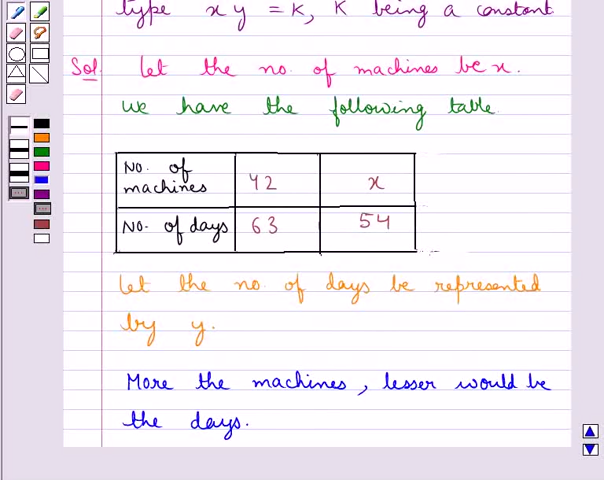 type x y = K, K being a constant
Sol. Let the no. of machines be x.
We have the following table
No. of machines 42 x
No. of days 63 54
Let the no. of days be represented
by y.
More the machines, lesser would be
the days.